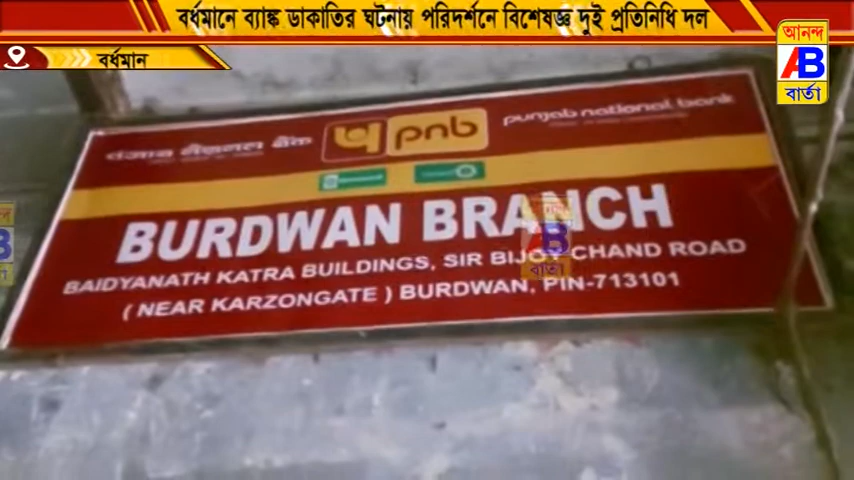 বর্ধমানে ব্যাঙ্ক ডাকাতির ঘটনায় পরিদর্শনে বিশেষজ্ঞ দুই প্রতিনিধি দল
বর্ধমান
আনন্দ
AB
বার্তা
पंजाब नैशनल बैंक
pnb
punjab national bank
BURDWAN BRANCH
BAIDYANATH KATRA BUILDINGS, SIR BIJOY CHAND ROAD
( NEAR KARZONGATE ) BURDWAN, PIN-713101